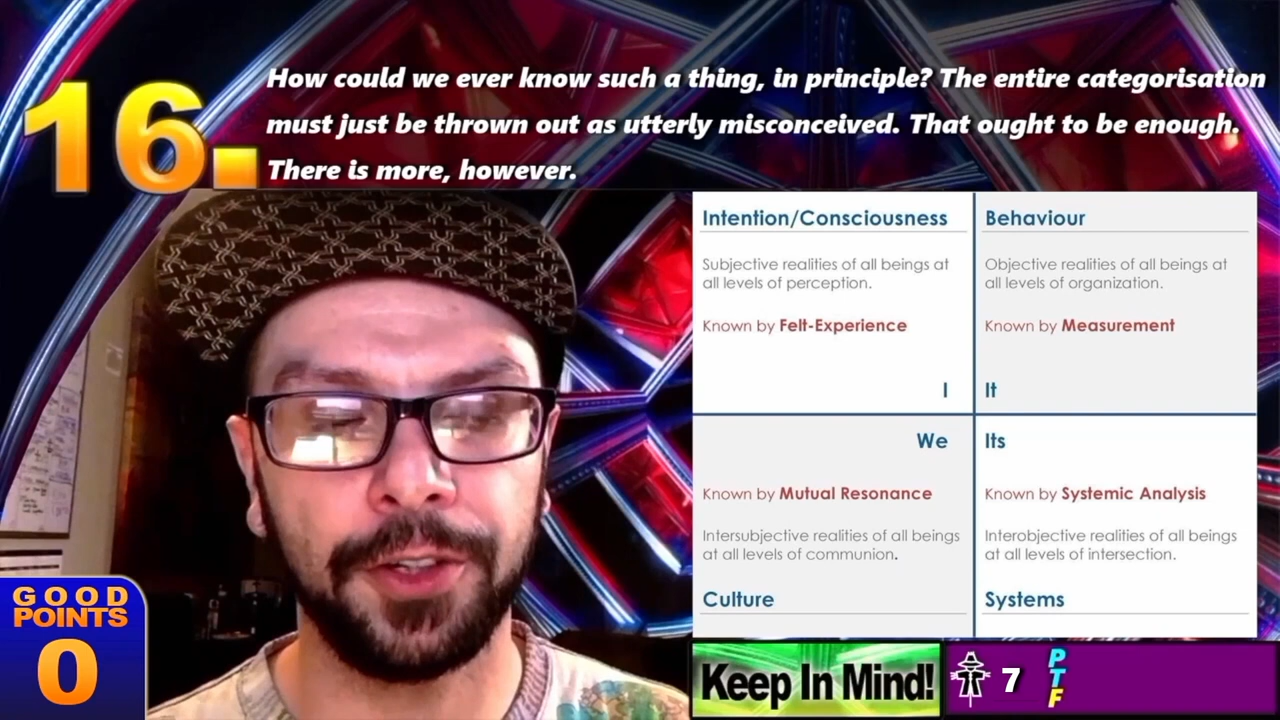 16.
How could we ever know such a thing, in principle? The entire categorisation
must just be thrown out as utterly misconceived. That ought to be enough.
There is more, however.
Intention/Consciousness
Subjective realities of all beings at
all levels of perception.
Known by Felt-Experience
I
Behaviour
Objective realities of all beings at
all levels of organization.
Known by Measurement
It
We
Known by Mutual Resonance
Intersubjective realities of all beings
at all levels of communion.
Culture
Its
Known by Systemic Analysis
Interobjective realities of all beings
at all levels of intersection.
Systems
GOOD
POINTS
0
Keep In Mind!
7
P
T
F